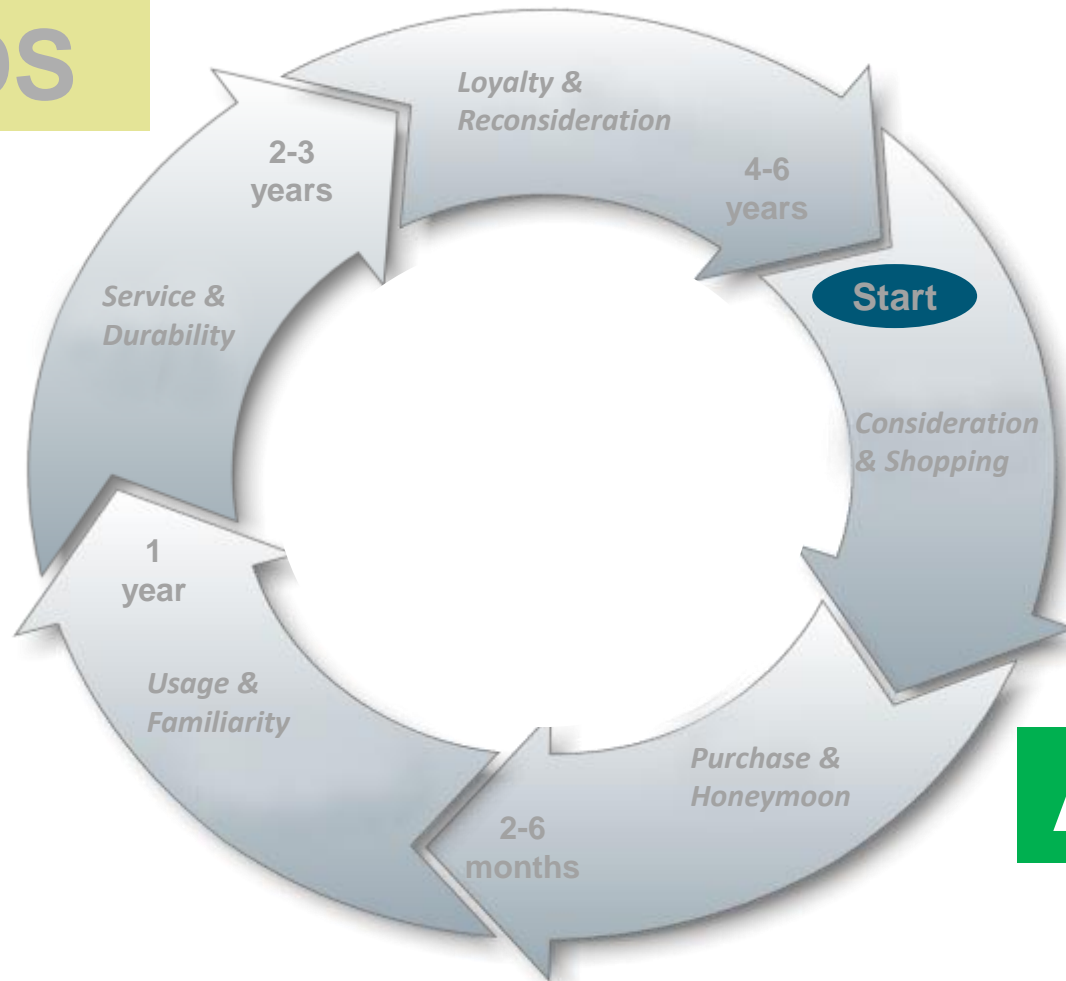 Loyalty &
Reconsideration
4-6
years
Start
Consideration
& Shopping
Purchase &
Honeymoon
2-6
months
Usage &
Familiarity
1
year
Service &
Durability
2-3
years